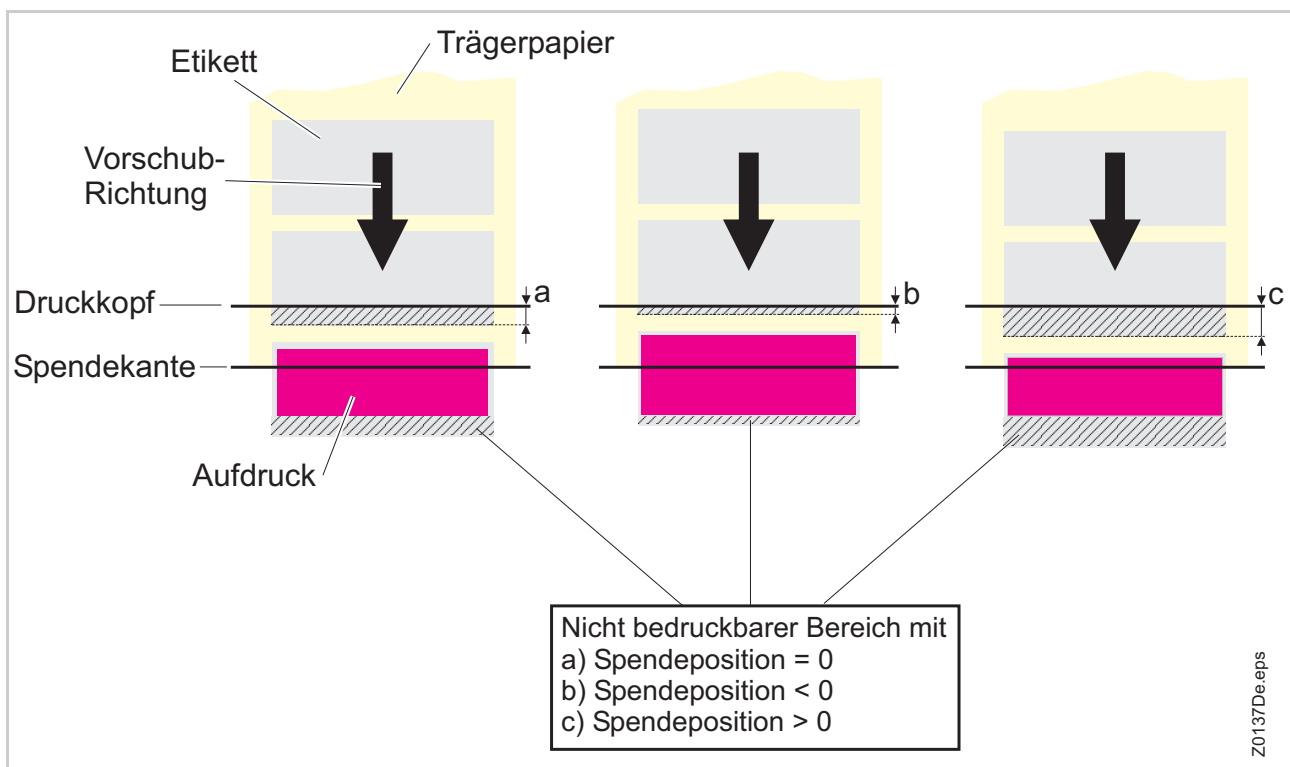 Trägerpapier
Etikett
Vorschub-
Richtung
Druckkopf
a
b
c
Spendekante
Aufdruck
Nicht bedruckbarer Bereich mit
a) Spendeposition = 0
b) Spendeposition < 0
c) Spendeposition > 0
Z0137De.eps